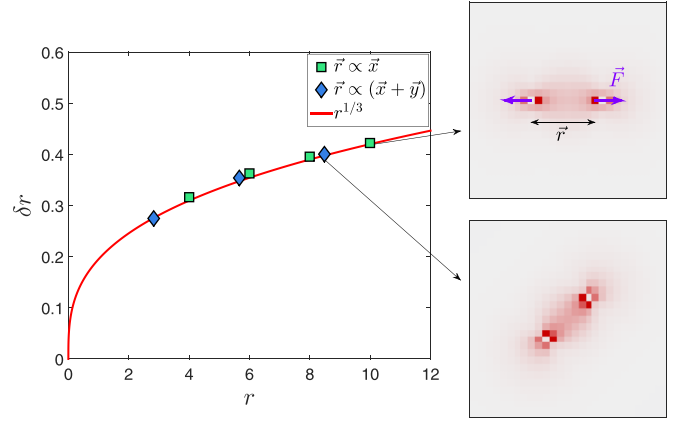 0.6
0.5
0.4
0.3
0.2
0.1
0
δr
0
2
4
6
8
10
12
r
r⃗ ∝ x⃗
r⃗ ∝ (x⃗ + y⃗)
r^{1/3}
F⃗
r⃗